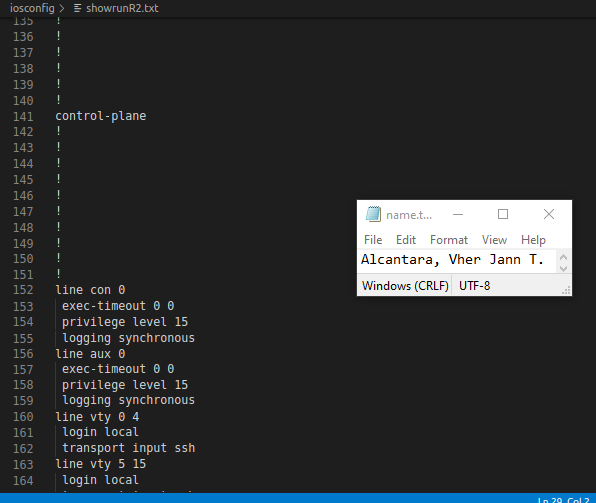 iosconfig > showrunR2.txt
135 !
136 !
137 !
138 !
139 !
140 !
141 control-plane
142 !
143 !
144 !
145 !
146 !
147 !
148 !
149 !
150 !
151 !
152 line con 0
153 exec-timeout 0 0
154 privilege level 15
155 logging synchronous
156 line aux 0
157 exec-timeout 0 0
158 privilege level 15
159 logging synchronous
160 line vty 0 4
161 login local
162 transport input ssh
163 line vty 5 15
164 login local
name.t...
File Edit Format View Help
Alcantara, Vher Jann T.
Windows (CRLF) UTF-8
Ln 29, Col 2